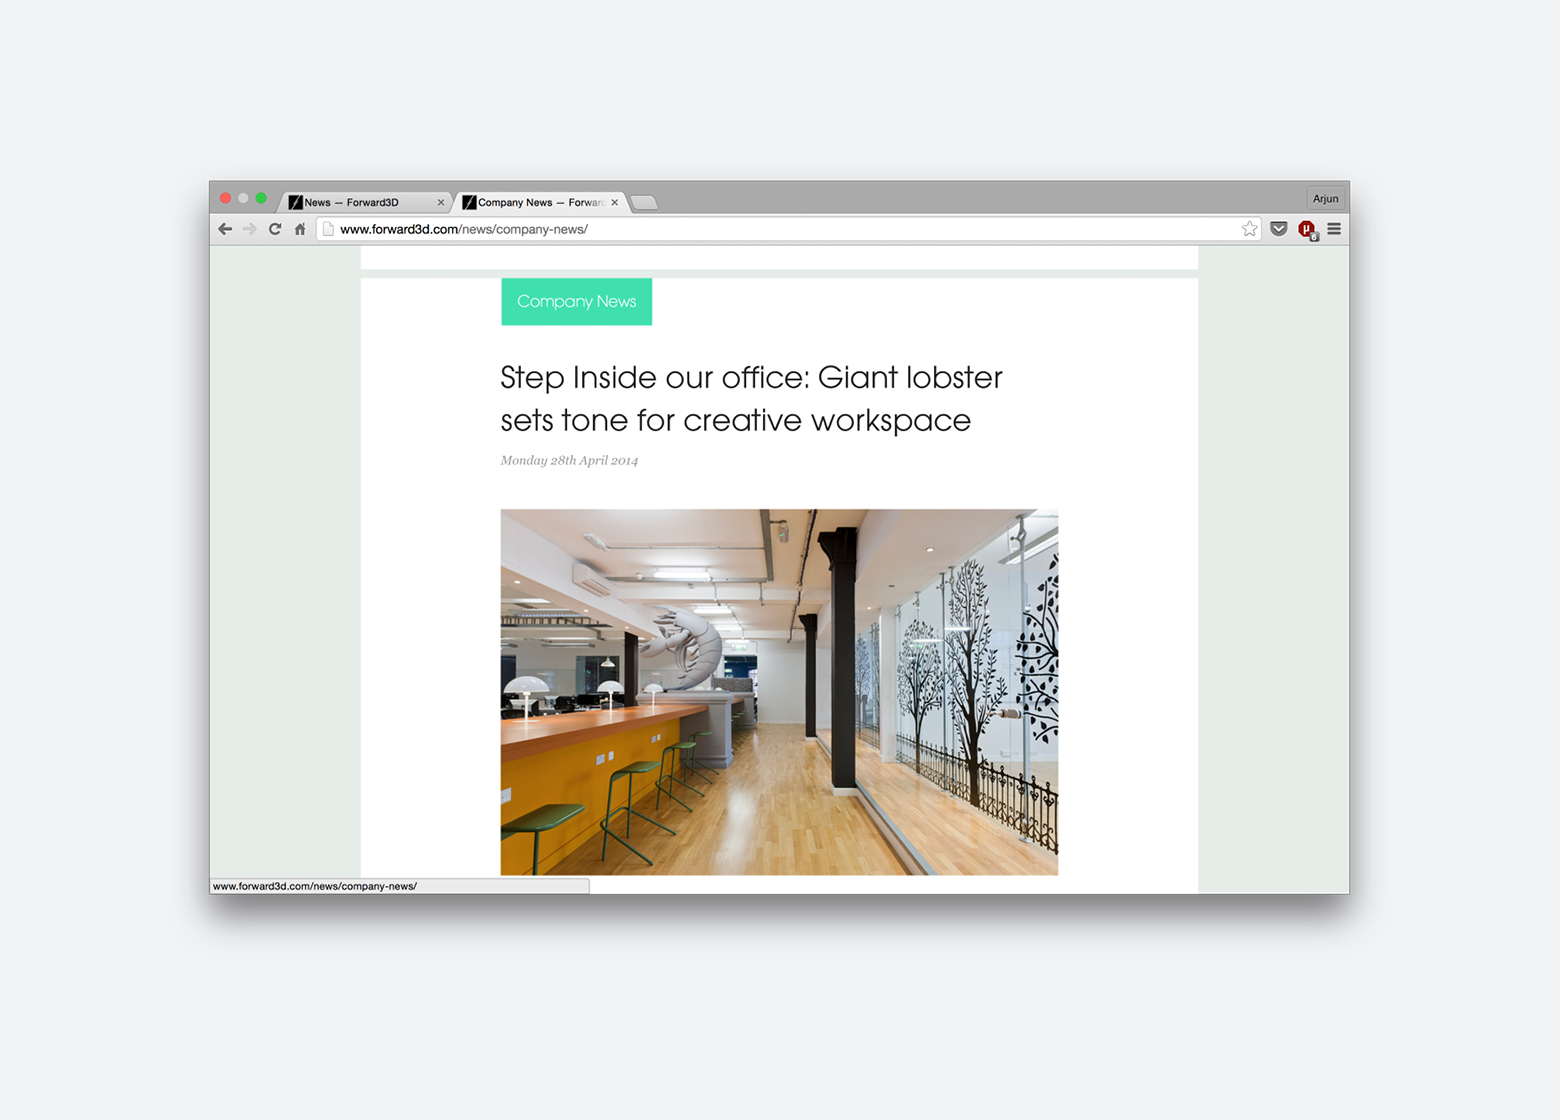 News — Forward3D
Company News — Forwar
Arjun
www.forward3d.com/news/company-news/
Company News
Step Inside our office: Giant lobster
sets tone for creative workspace
Monday 28th April 2014
www.forward3d.com/news/company-news/